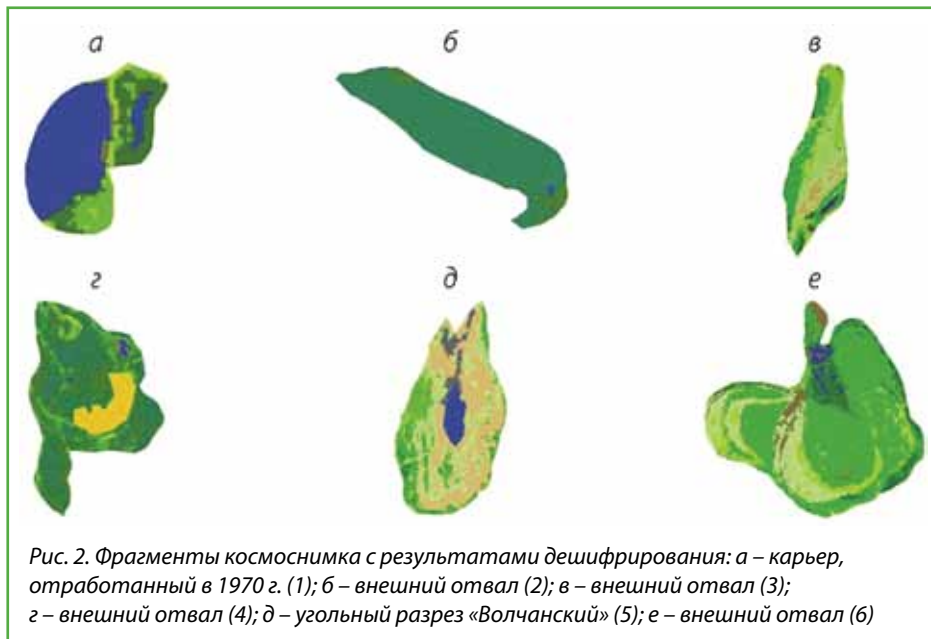 а б в
г д е
Рис. 2. Фрагменты космоснимка с результатами дешифрирования: а – карьер,
отработанный в 1970 г. (1); б – внешний отвал (2); в – внешний отвал (3);
г – внешний отвал (4); д – угольный разрез «Волчанский» (5); е – внешний отвал (6)